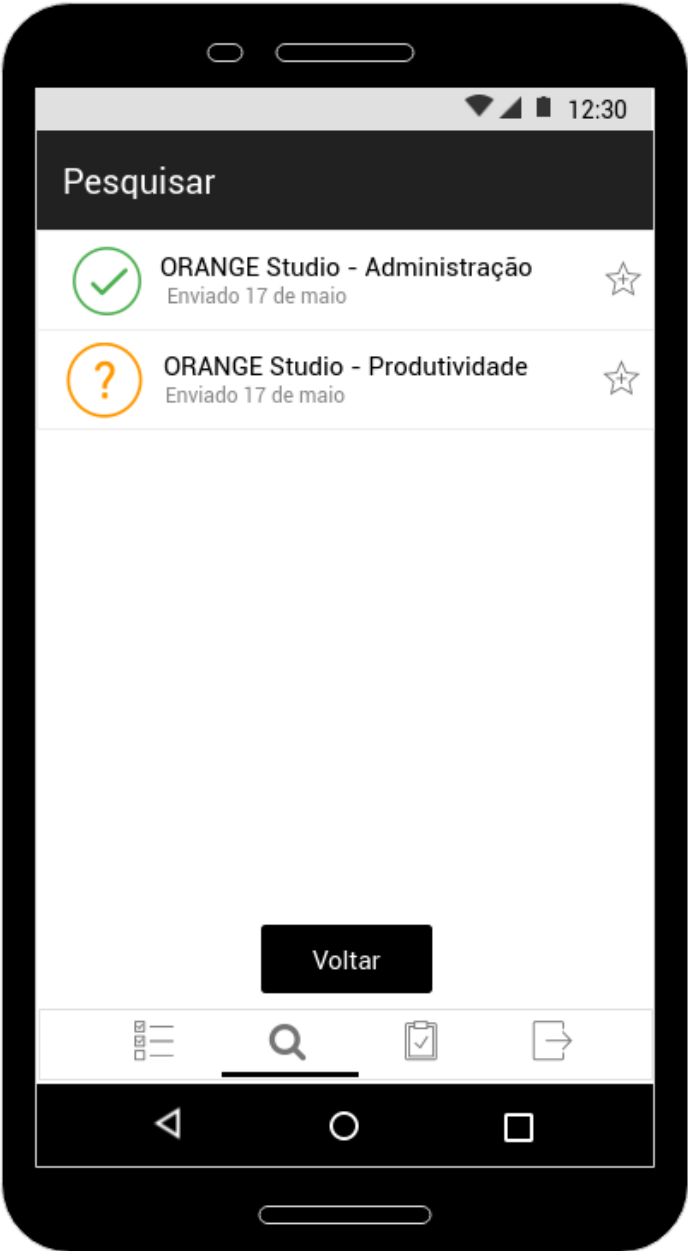 12:30
Pesquisar
ORANGE Studio - Administração
Enviado 17 de maio
?
ORANGE Studio - Produtividade
Enviado 17 de maio
Voltar